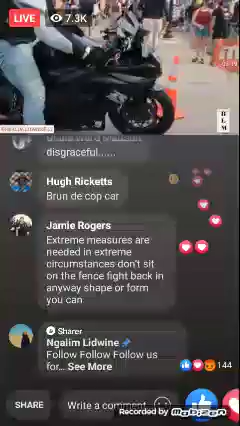 LIVE 7.3K
B
L
M
disgraceful......
Hugh Ricketts
Brun de cop car
Jamie Rogers
Extreme measures are
needed in extreme
circumstances don't sit
on the fence fight back in
anyway shape or form
you can
Sharer
Ngalim Lidwine
Follow Follow Follow us
for... See More
144
SHARE Write a comment...
Recorded by mobizen